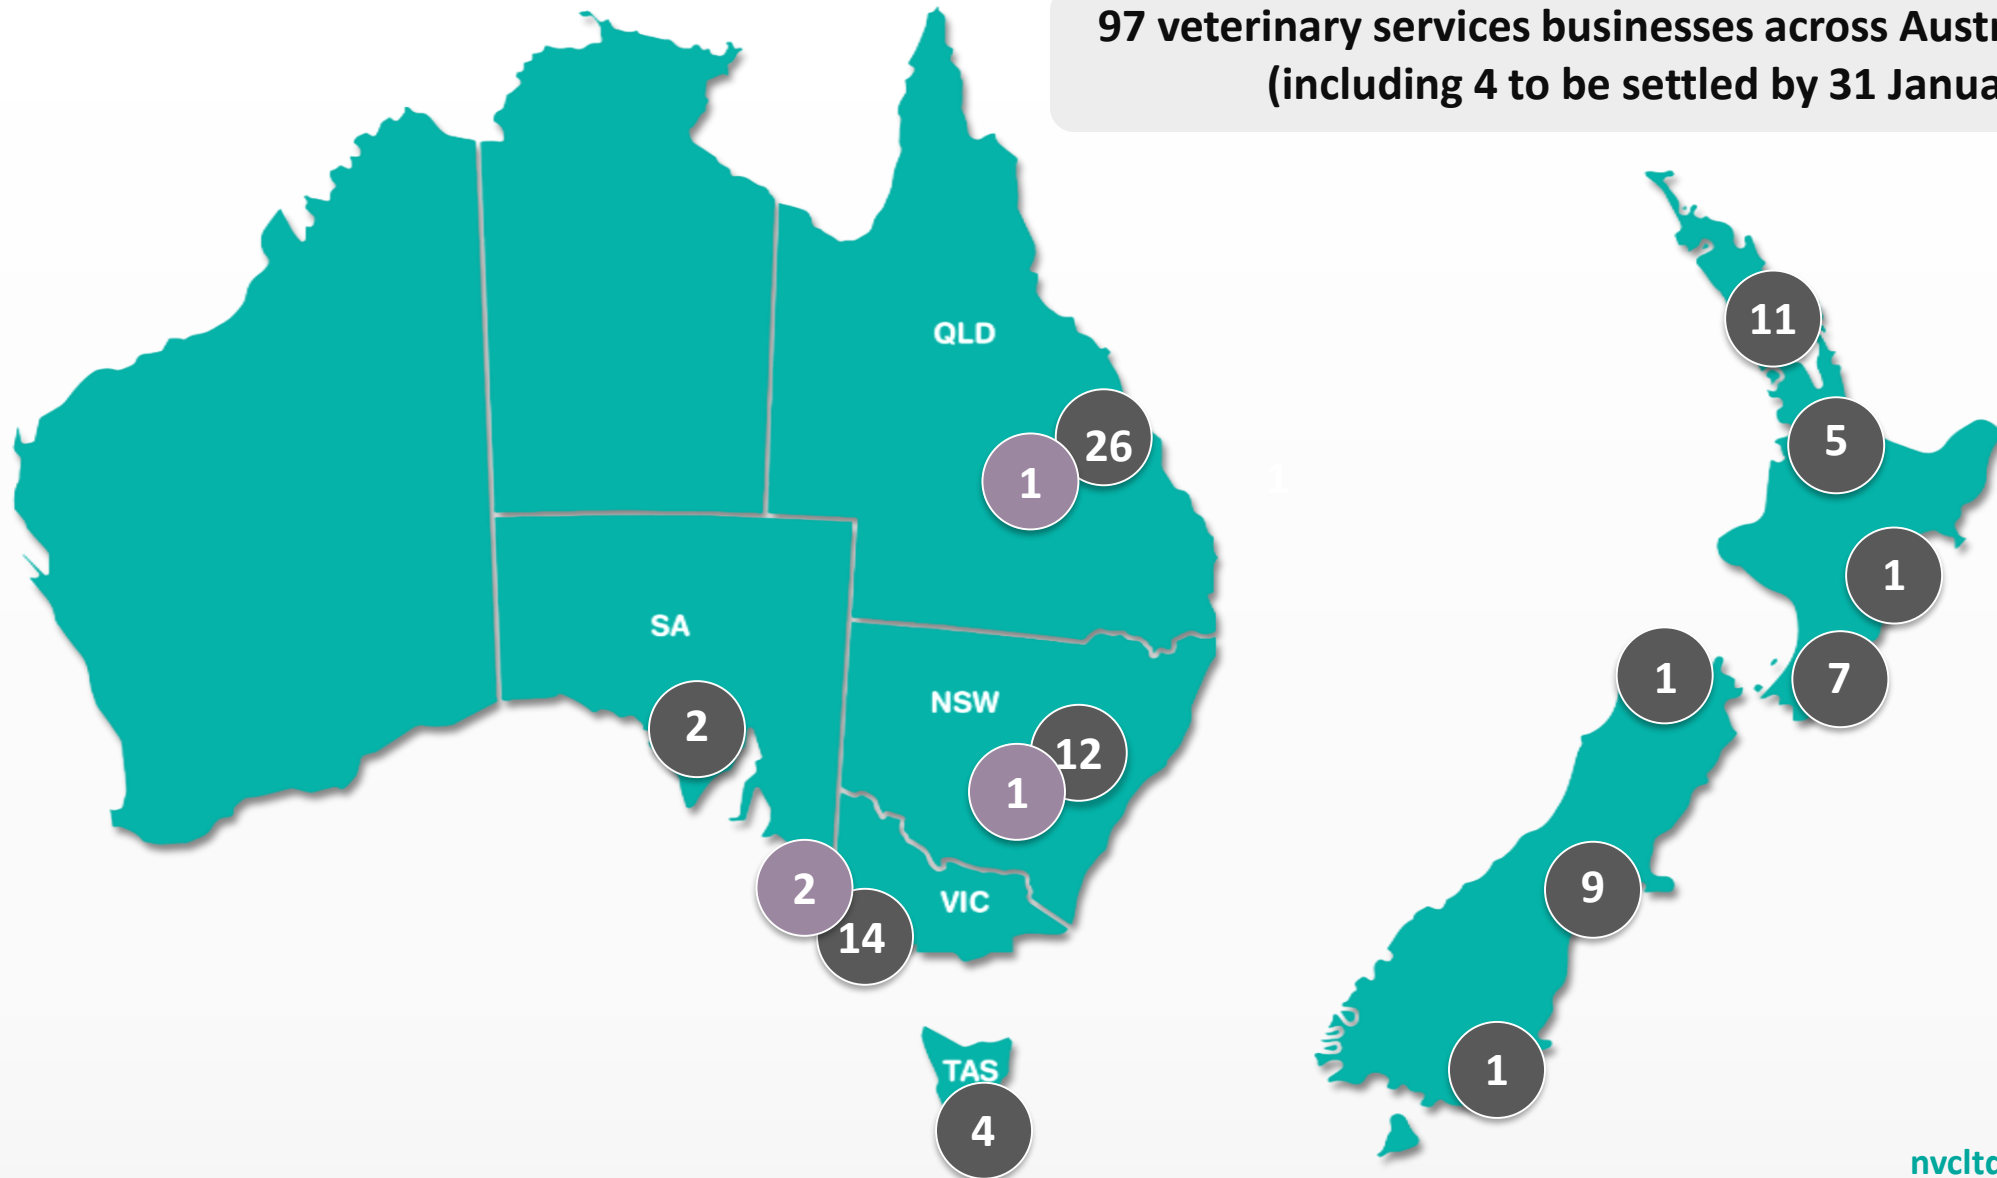 97 veterinary services businesses across Austr
(including 4 to be settled by 31 Janua
11
QLD
26
5
1
1
1
SA
1
7
NSW
2
12
1
2
9
VIC
14
TAS
1
4
nvcltd